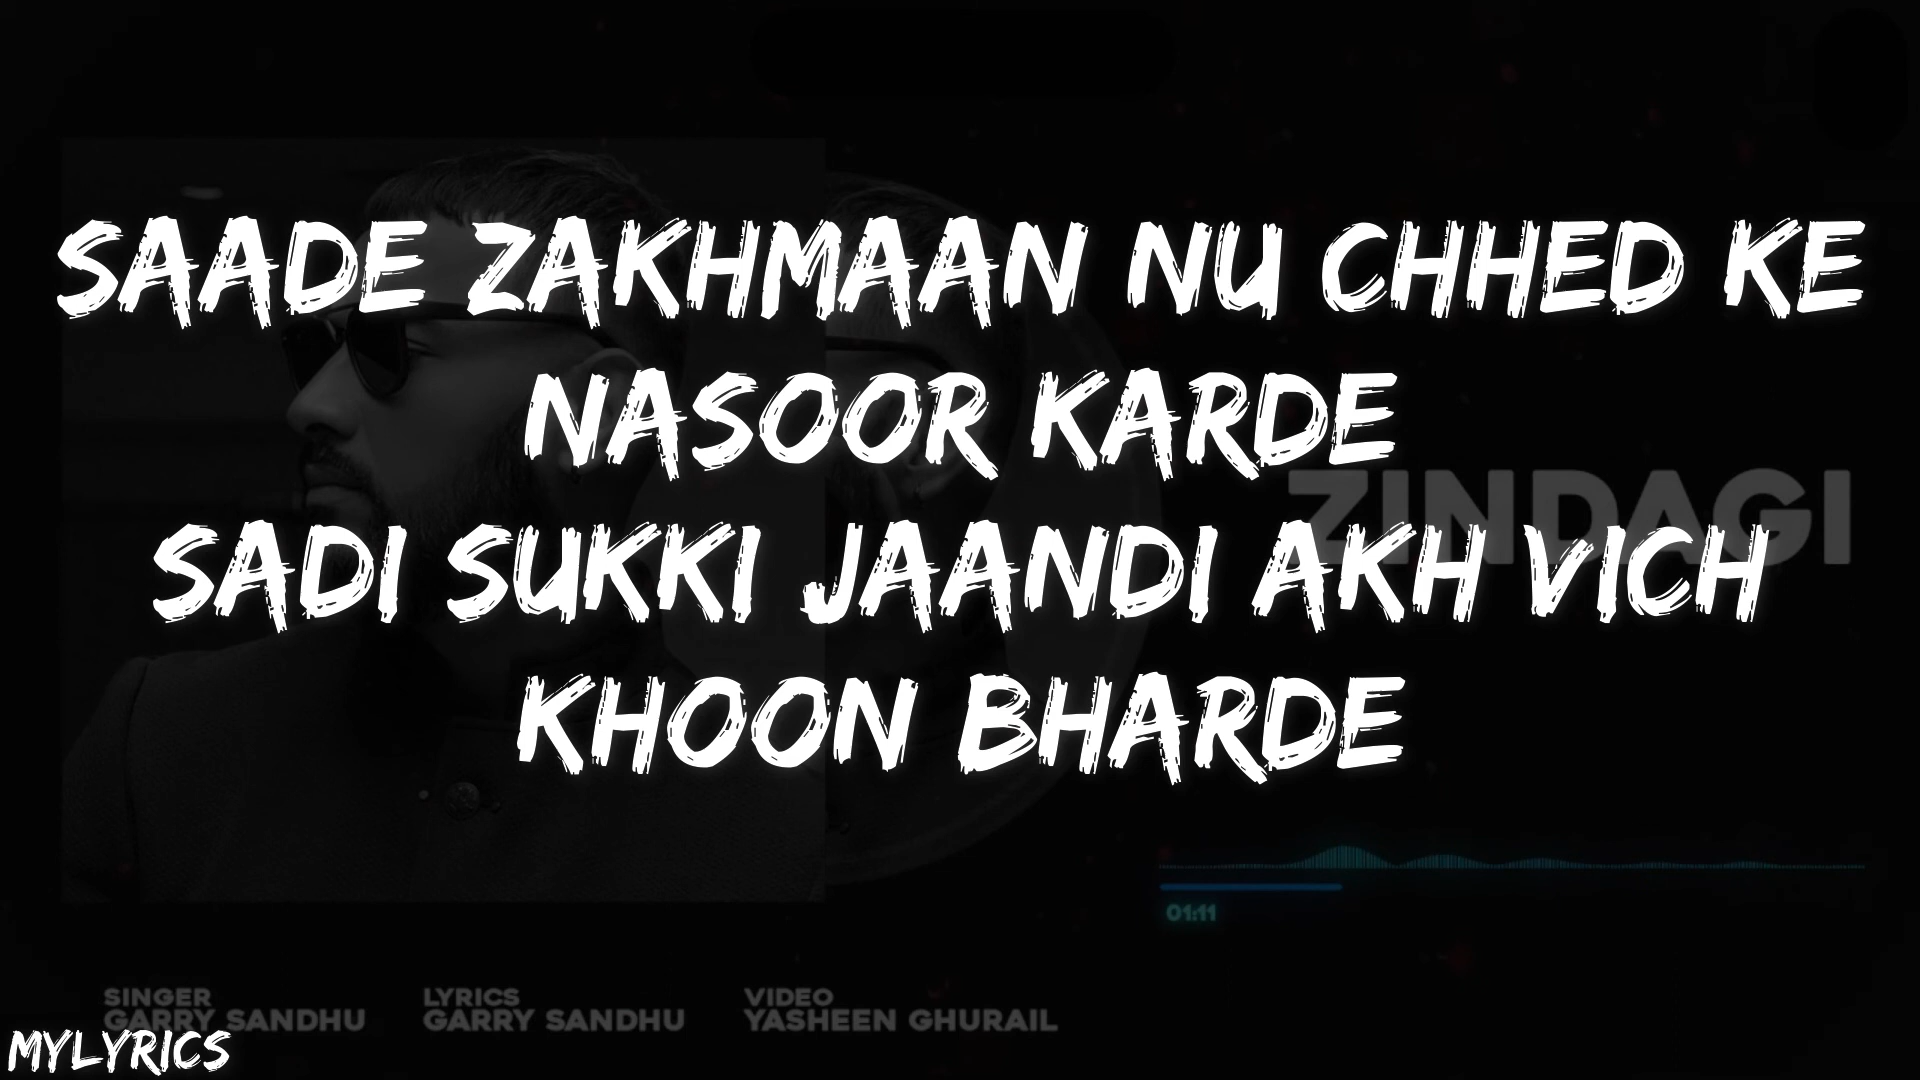 SAADE ZAKHMAAN NU CHHED KE
NASOOR KARDE
ZINDAGI
SADI SUKKI JAANDI AKH VICH
KHOON BHARDE
01:11
SINGER
GARRY SANDHU
LYRICS
GARRY SANDHU
VIDEO
YASHEEN GHURAIL
MYLYRICS